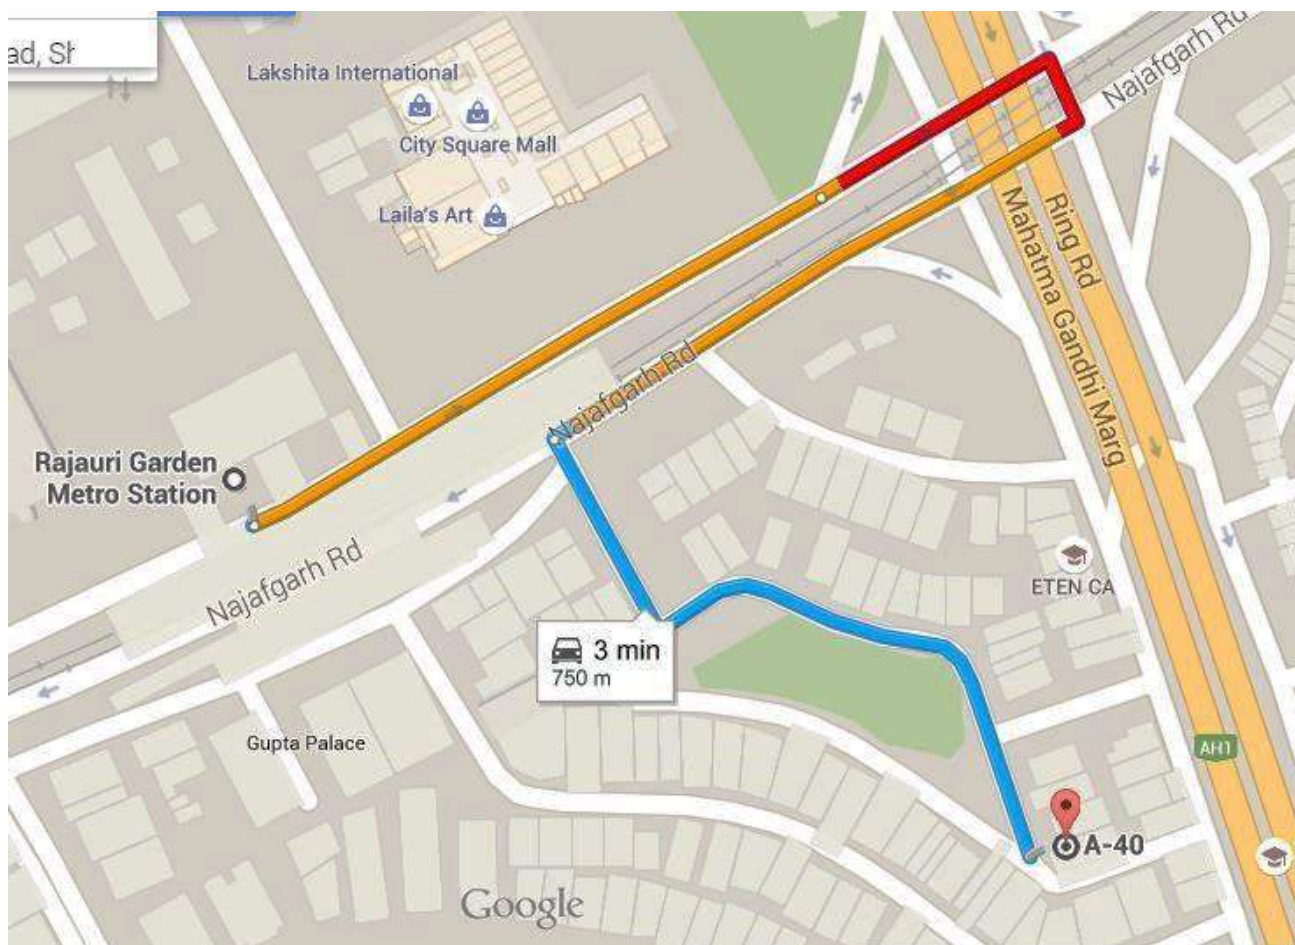 ad, Sh
Lakshita International
City Square Mall
Laila's Art
Najafgarh Rd
Ring Rd
Mahatma Gandhi Marg
Najafgarh Rd
Rajauri Garden
Metro Station
Najafgarh Rd
ETEN CA
3 min
750 m
Gupta Palace
AH1
A-40
Google